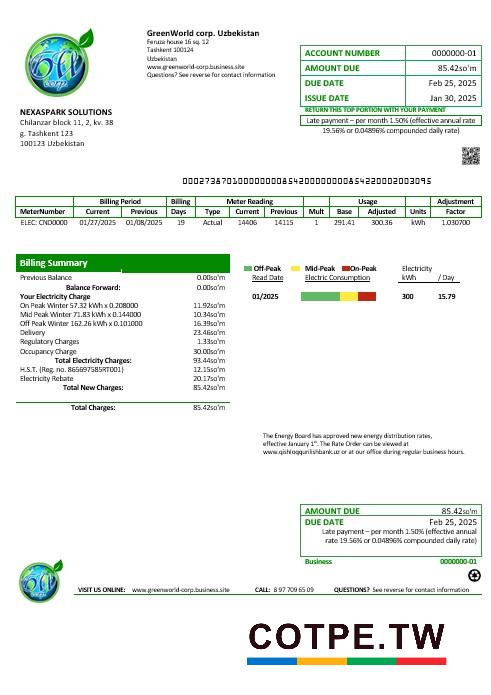 GreenWorld corp. Uzbekistan
Feruza house 16 sq. 12
Tashkent 100124
Uzbekistan
www.greenworld-corp.business.site
Questions? See reverse for contact information
GW
corp.
NEXASPARK SOLUTIONS
Chilanzar block 11, 2, kv. 38
g. Tashkent 123
100123 Uzbekistan
ACCOUNT NUMBER 0000000-01
AMOUNT DUE 85.42so'm
DUE DATE Feb 25, 2025
ISSUE DATE Jan 30, 2025
RETURN THIS TOP PORTION WITH YOUR PAYMENT
Late payment – per month 1.50% (effective annual rate
19.56% or 0.04896% compounded daily rate)
Billing Period Billing Meter Reading Usage Adjustment
MeterNumber Current Previous Days Type Current Previous Mult Base Adjusted Units Factor
ELEC: CND0000 01/27/2025 01/08/2025 19 Actual 14406 14115 1 291.41 300.36 kWh 1.030700
Billing Summary
Previous Balance 0.00so'm
Balance Forward: 0.00so'm
Your Electricity Charge
On Peak Winter 57.32 kWh x 0.208000 11.92so'm
Mid Peak Winter 71.83 kWh x 0.144000 10.34so'm
Off Peak Winter 162.26 kWh x 0.101000 16.39so'm
Delivery 23.46so'm
Regulatory Charges 1.33so'm
Occupancy Charge 30.00so'm
Total Electricity Charges: 93.44so'm
H.S.T. (Reg. no. 865697585RT001) 12.15so'm
Electricity Rebate 20.17so'm
Total New Charges: 85.42so'm
Total Charges: 85.42so'm
Off-Peak Mid-Peak On-Peak Electricity
Read Date Electric Consumption kWh / Day
01/2025 300 15.79
The Energy Board has approved new energy distribution rates,
effective January 1st. The Rate Order can be viewed at
www.qishloqqurilishbank.uz or at our office during regular business hours.
AMOUNT DUE 85.42so'm
DUE DATE Feb 25, 2025
Late payment – per month 1.50% (effective annual
rate 19.56% or 0.04896% compounded daily rate)
Business 0000000-01
GW
corp.
VISIT US ONLINE: www.greenworld-corp.business.site CALL: 8 97 709 65 09 QUESTIONS? See reverse for contact information
COTPE.TW